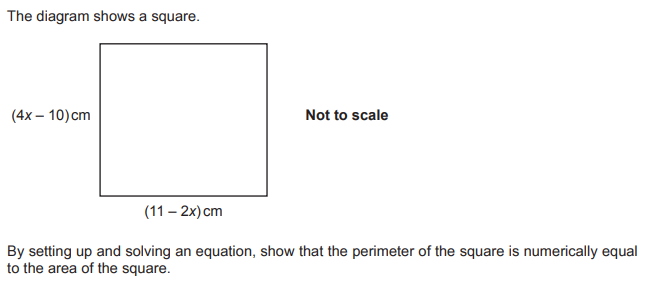 The diagram shows a square.
(4x – 10) cm
Not to scale
(11 – 2x) cm
By setting up and solving an equation, show that the perimeter of the square is numerically equal
to the area of the square.